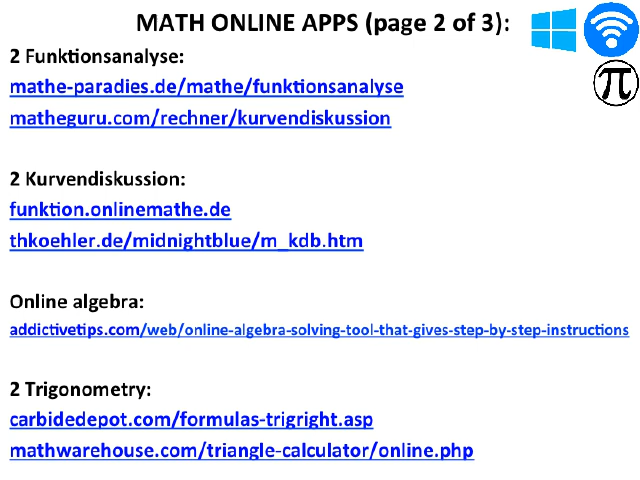 MATH ONLINE APPS (page 2 of 3):
2 Funktionsanalyse:
mathe-paradies.de/mathe/funktionsanalyse
matheguru.com/rechner/kurvendiskussion
2 Kurvendiskussion:
funktion.onlinemathe.de
thkoehler.de/midnightblue/m_kdb.htm
Online algebra:
addictivetips.com/web/online-algebra-solving-tool-that-gives-step-by-step-instructions
2 Trigonometry:
carbidedepot.com/formulas-trigright.asp
mathwarehouse.com/triangle-calculator/online.php
π